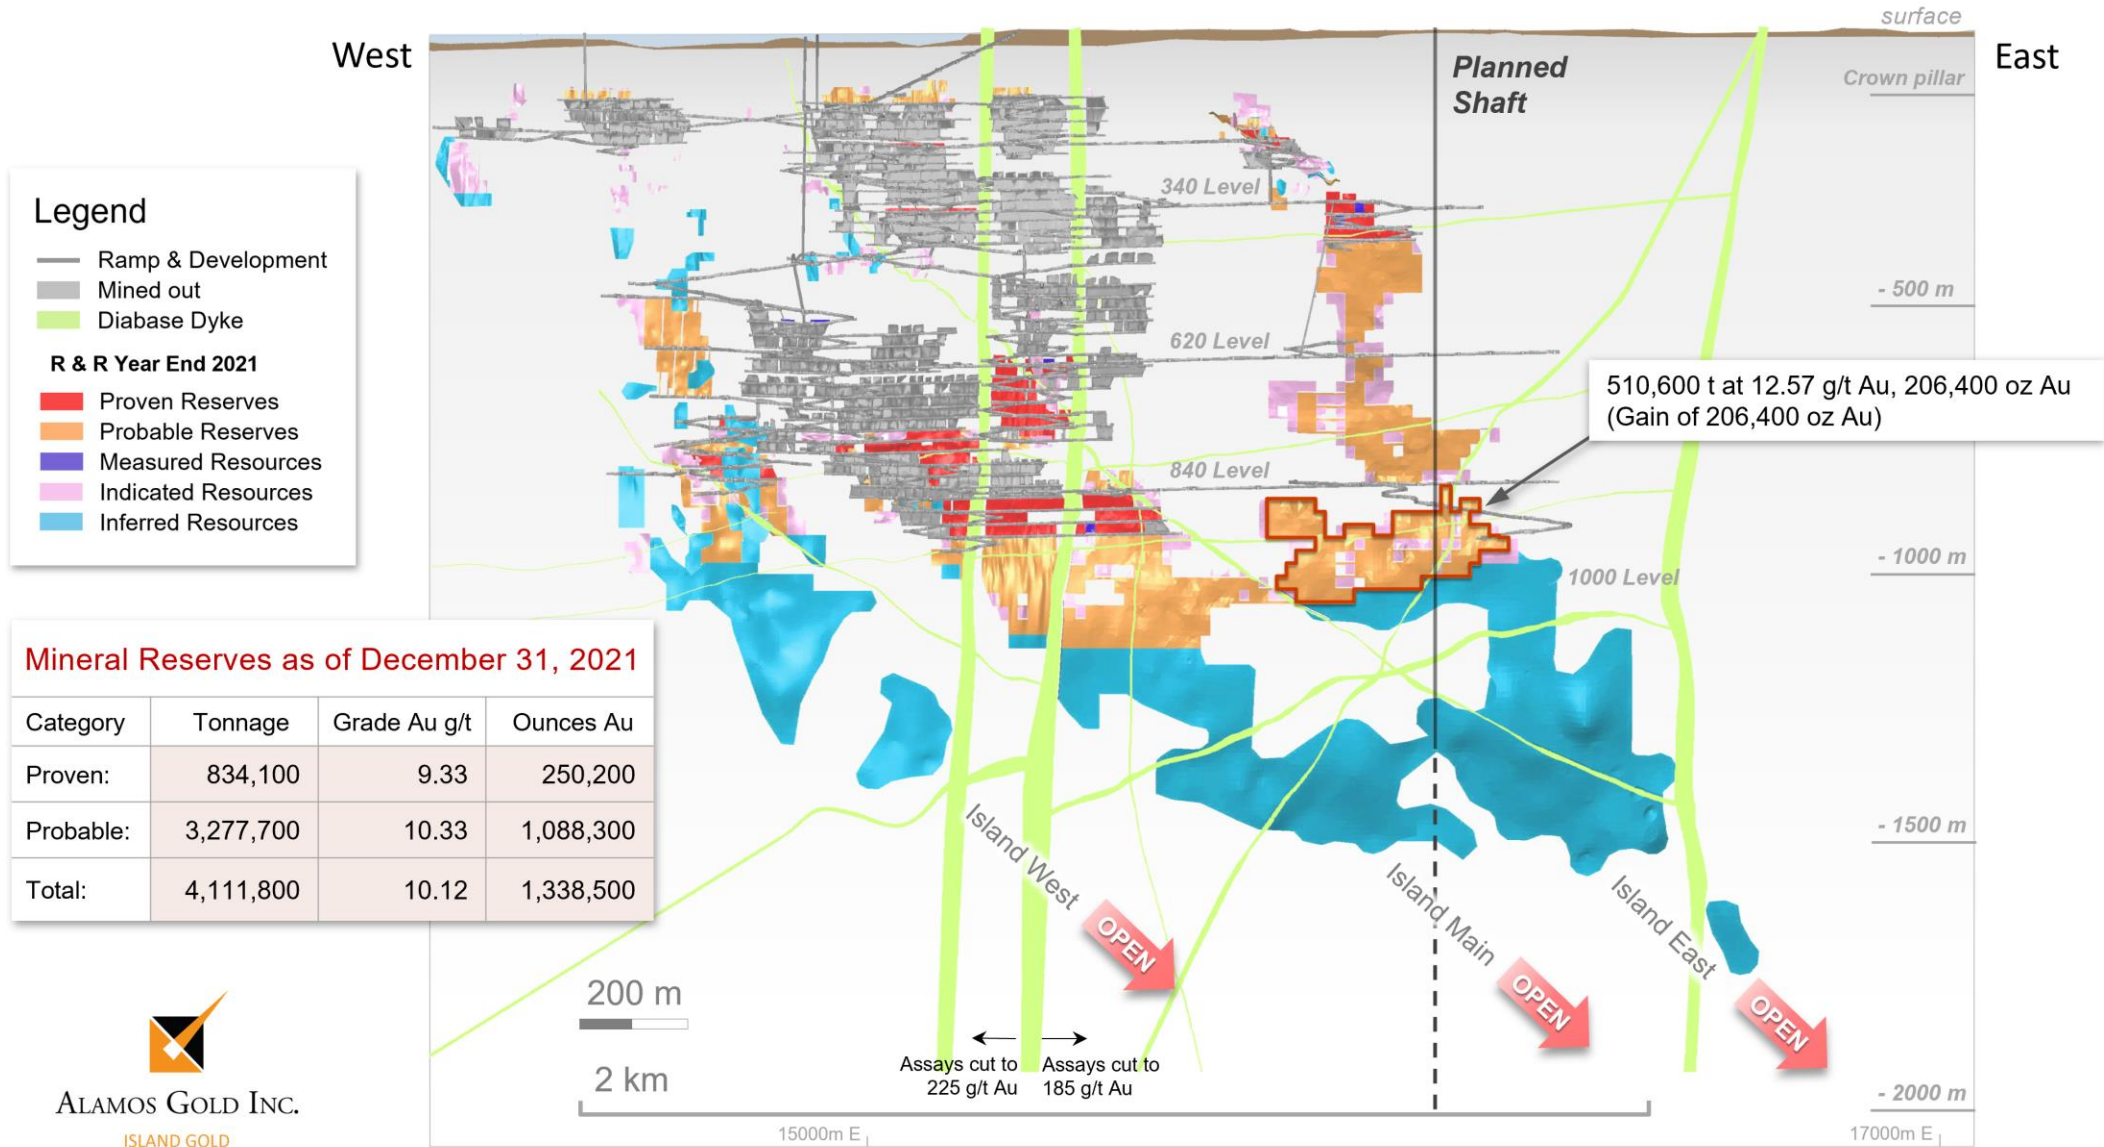 surface
West
East
Planned
Shaft
Crown pillar
340 Level
- 500 m
620 Level
840 Level
510,600 t at 12.57 g/t Au, 206,400 oz Au
(Gain of 206,400 oz Au)
- 1000 m
1000 Level
- 1500 m
- 2000 m
Legend
Ramp & Development
Mined out
Diabase Dyke
R & R Year End 2021
Proven Reserves
Probable Reserves
Measured Resources
Indicated Resources
Inferred Resources
Mineral Reserves as of December 31, 2021
Category Tonnage Grade Au g/t Ounces Au
Proven: 834,100 9.33 250,200
Probable: 3,277,700 10.33 1,088,300
Total: 4,111,800 10.12 1,338,500
Island West
OPEN
Island Main
OPEN
Island East
OPEN
200 m
2 km
Assays cut to
225 g/t Au
Assays cut to
185 g/t Au
15000m E
17000m E
ALAMOS GOLD INC.
ISLAND GOLD